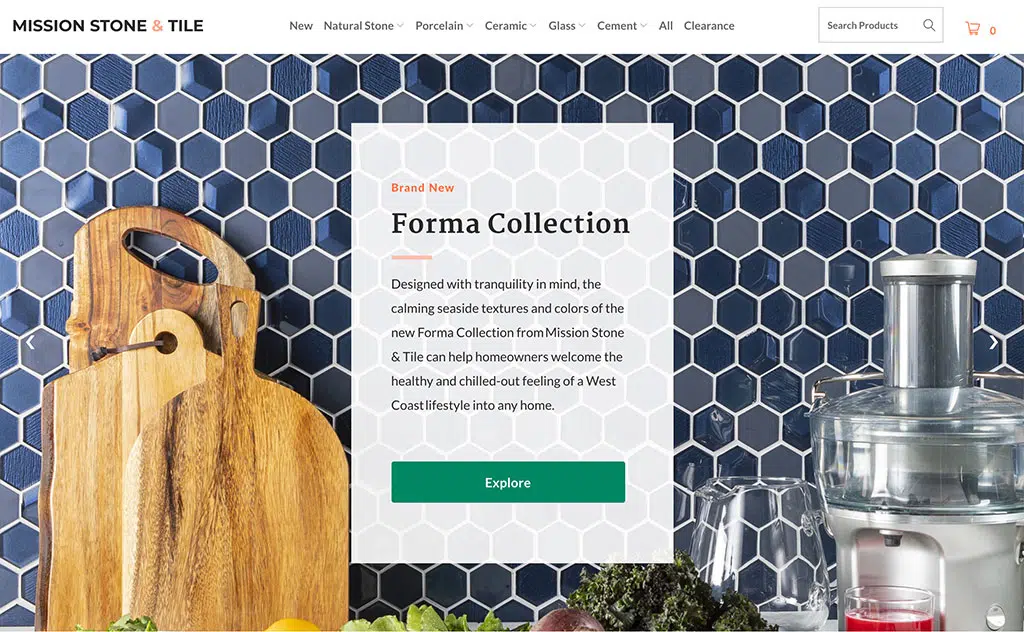 MISSION STONE & TILE
New Natural Stone Porcelain Ceramic Glass Cement All Clearance
Search Products
0
Brand New
Forma Collection
Designed with tranquility in mind, the
calming seaside textures and colors of the
new Forma Collection from Mission Stone
& Tile can help homeowners welcome the
healthy and chilled-out feeling of a West
Coast lifestyle into any home.
Explore